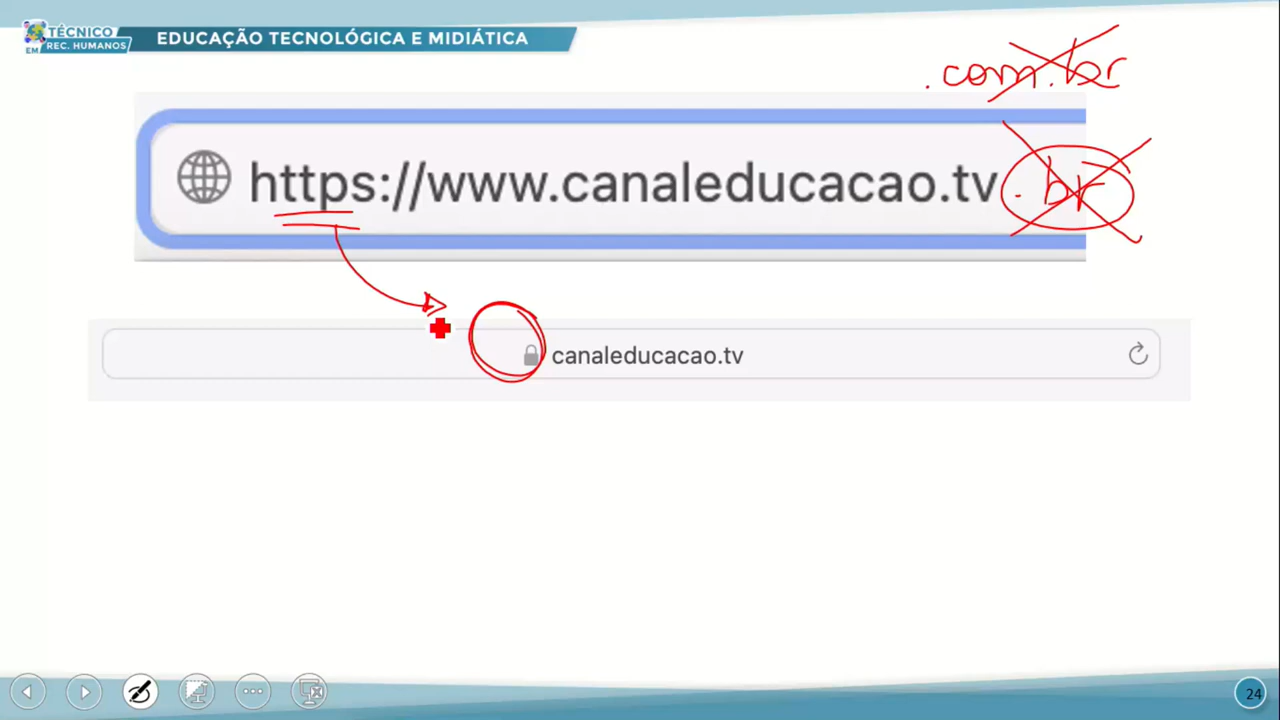 TÉCNICO
EM REC. HUMANOS
EDUCAÇÃO TECNOLÓGICA E MIDIÁTICA
.com.br
https://www.canaleducacao.tv
.br
canaleducacao.tv
24